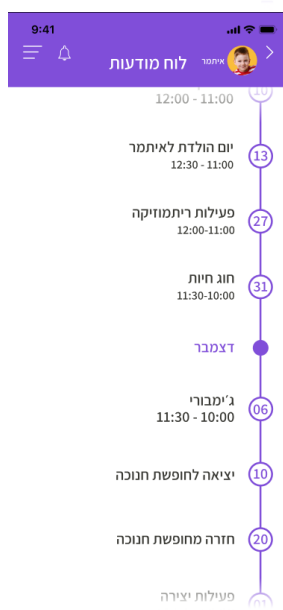 9:41
איתמר
לוח מודעות
10
12:00 - 11:00
13
יום הולדת לאיתמר
12:30 - 11:00
27
פעילות ריתמוזיקה
12:00-11:00
31
חוג חיות
11:30-10:00
דצמבר
06
ג׳ימבורי
11:30 - 10:00
10
יציאה לחופשת חנוכה
20
חזרה מחופשת חנוכה
01
פעילות יצירה